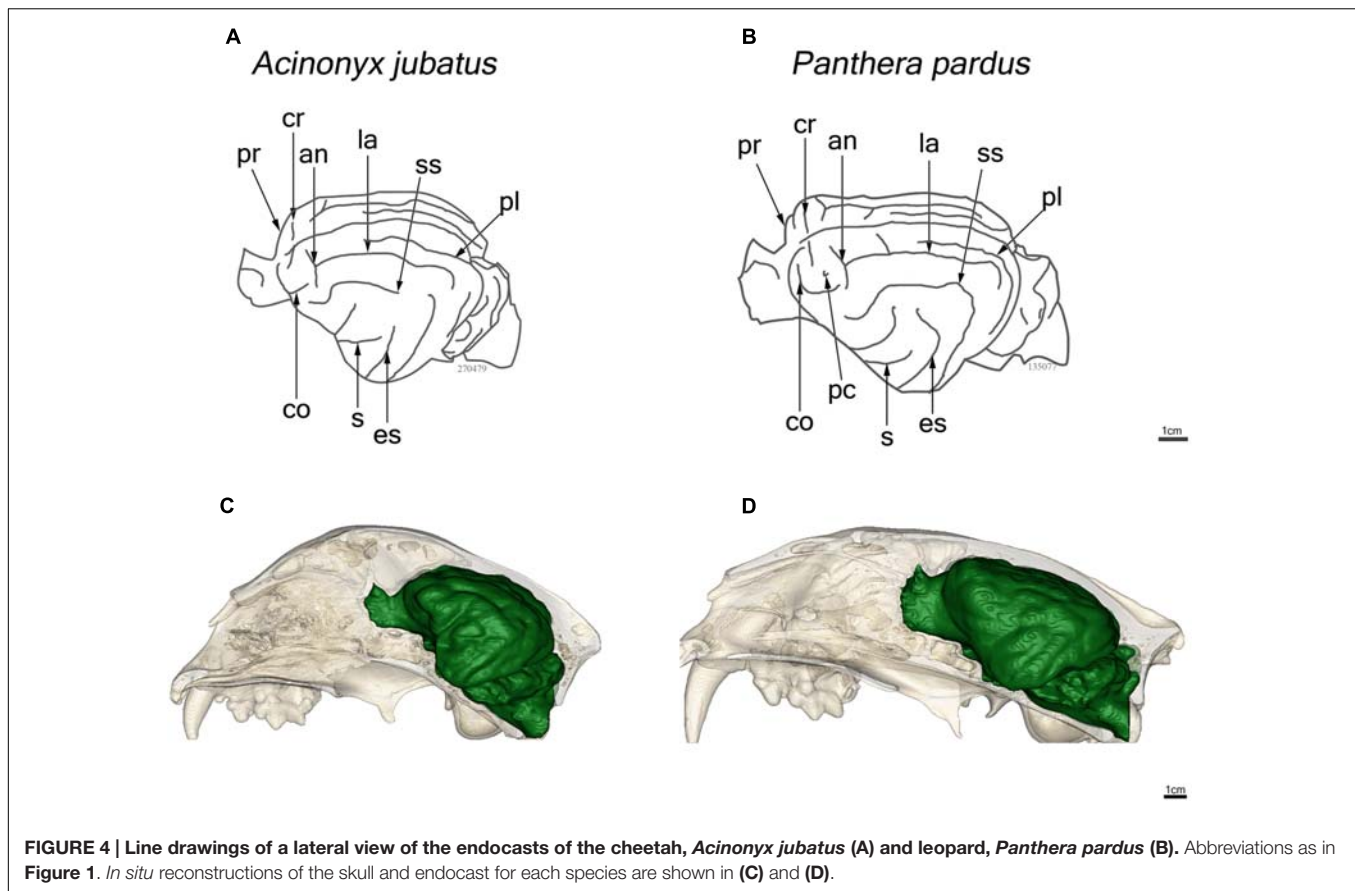 A
Acinonyx jubatus
pr
cr
an
la
ss
pl
co
s
es
270479
B
Panthera pardus
pr
cr
an
la
ss
pl
co
pc
s
es
135077
1cm
C
D
1cm
FIGURE 4 | Line drawings of a lateral view of the endocasts of the cheetah, Acinonyx jubatus (A) and leopard, Panthera pardus (B). Abbreviations as in
Figure 1. In situ reconstructions of the skull and endocast for each species are shown in (C) and (D).